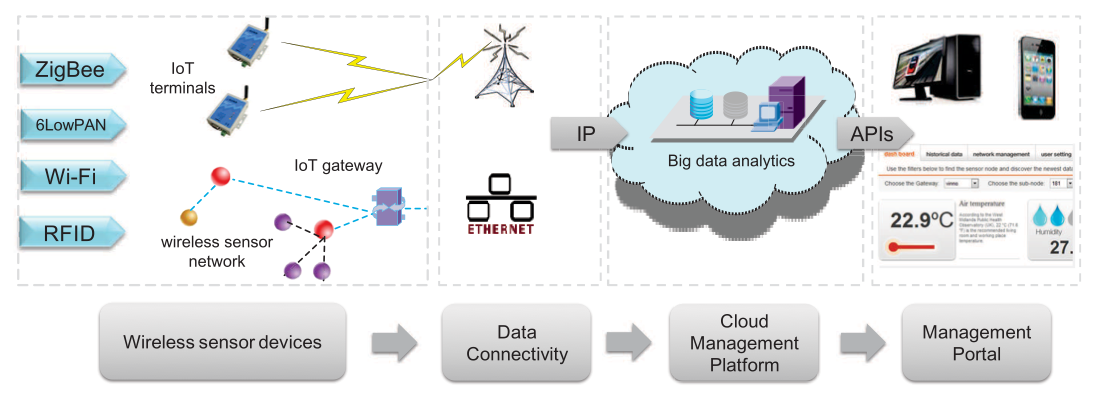 ZigBee
6LowPAN
Wi-Fi
RFID
IoT
terminals
IoT gateway
wireless sensor
network
ETHERNET
IP
Big data analytics
APIs
dash board historical data network management user setting
Use the filters below to find the sensor node and discover the newest data
Choose the Gateway: Choose the sub-node: 181
22.9°C
Air temperature
According to the West
Midlands Public Health
Observatory (UK), 22 °C (71.6
°F) is the recommended living
room and working place
temperature.
Humidity
27.
Wireless sensor devices
Data
Connectivity
Cloud
Management
Platform
Management
Portal